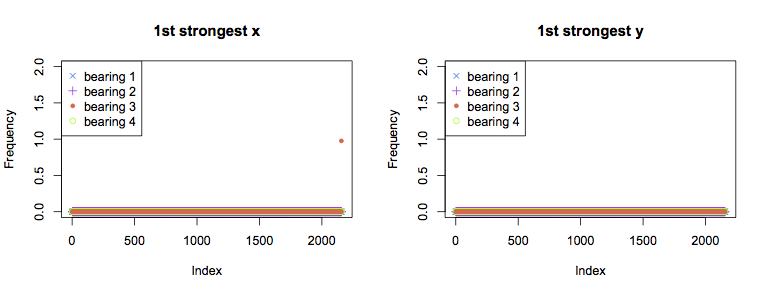 1st strongest x
2.0
1.5
1.0
0.5
0.0
Frequency
bearing 1
bearing 2
bearing 3
bearing 4
0 500 1000 1500 2000
Index
1st strongest y
2.0
1.5
1.0
0.5
0.0
Frequency
bearing 1
bearing 2
bearing 3
bearing 4
0 500 1000 1500 2000
Index